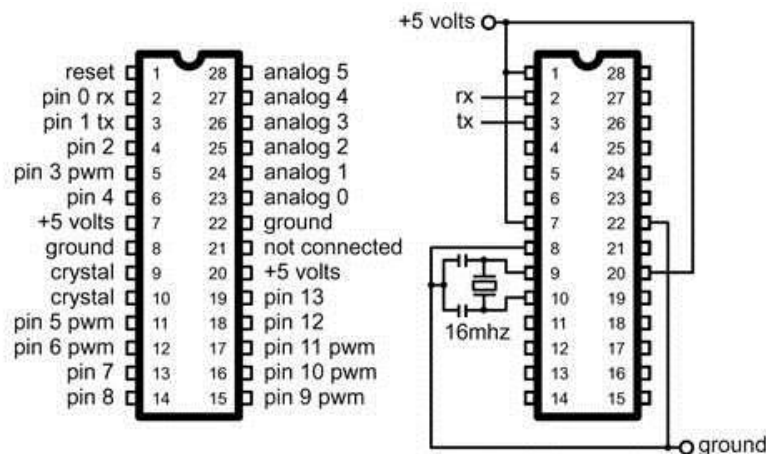 +5 volts
reset 1 28 analog 5
pin 0 rx 2 27 analog 4
pin 1 tx 3 26 analog 3
pin 2 4 25 analog 2
pin 3 pwm 5 24 analog 1
pin 4 6 23 analog 0
+5 volts 7 22 ground
ground 8 21 not connected
crystal 9 20 +5 volts
crystal 10 19 pin 13
pin 5 pwm 11 18 pin 12
pin 6 pwm 12 17 pin 11 pwm
pin 7 13 16 pin 10 pwm
pin 8 14 15 pin 9 pwm
1 28
rx 2 27
tx 3 26
4 25
5 24
6 23
7 22
8 21
9 20
10 19
16mhz 11 18
12 17
13 16
14 15
ground